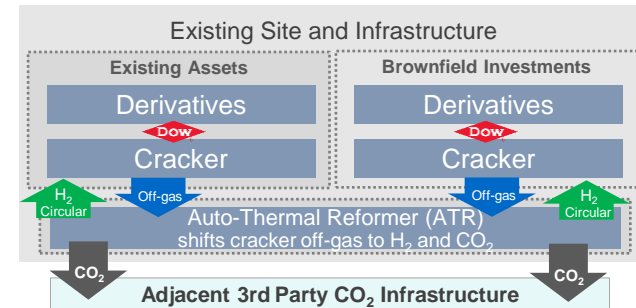 Existing Site and Infrastructure
Existing Assets
Derivatives
Dow
Cracker
H2
Circular
Off-gas
Brownfield Investments
Derivatives
Dow
Cracker
Off-gas
H2
Circular
Auto-Thermal Reformer (ATR)
shifts cracker off-gas to H2 and CO2
CO2
CO2
Adjacent 3rd Party CO2 Infrastructure